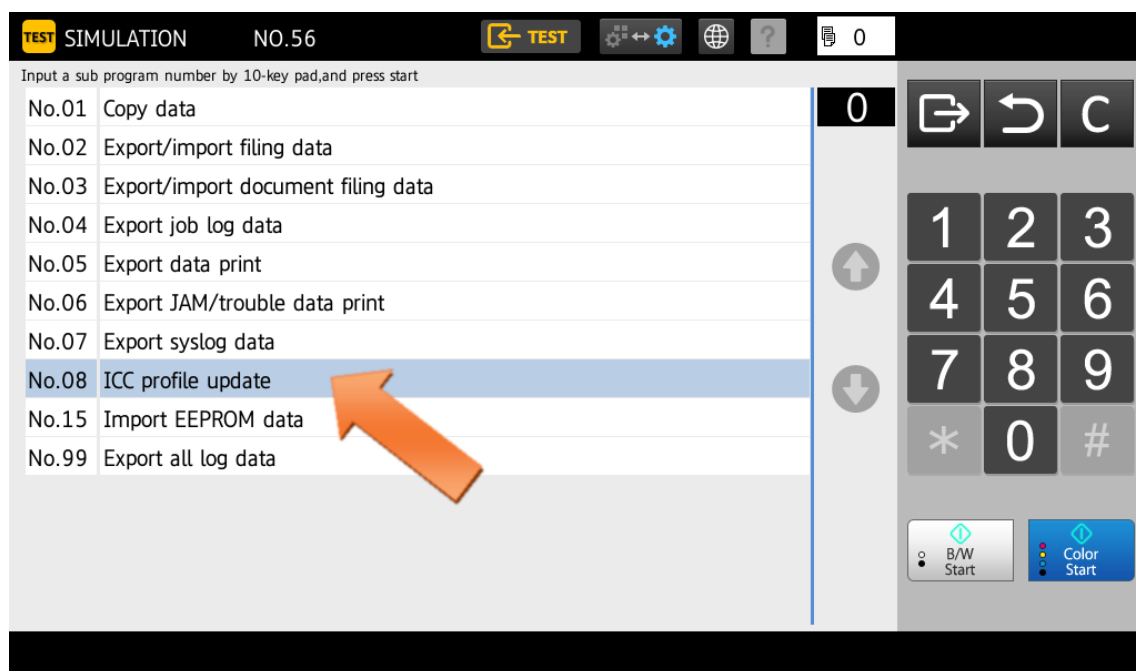 TEST SIMULATION NO.56 TEST ? 0
Input a sub program number by 10-key pad,and press start
No.01 Copy data 0
No.02 Export/import filing data
No.03 Export/import document filing data
No.04 Export job log data
No.05 Export data print
No.06 Export JAM/trouble data print
No.07 Export syslog data
No.08 ICC profile update
No.15 Import EEPROM data
No.99 Export all log data
C
1 2 3
4 5 6
7 8 9
* 0 #
B/W
Start
Color
Start